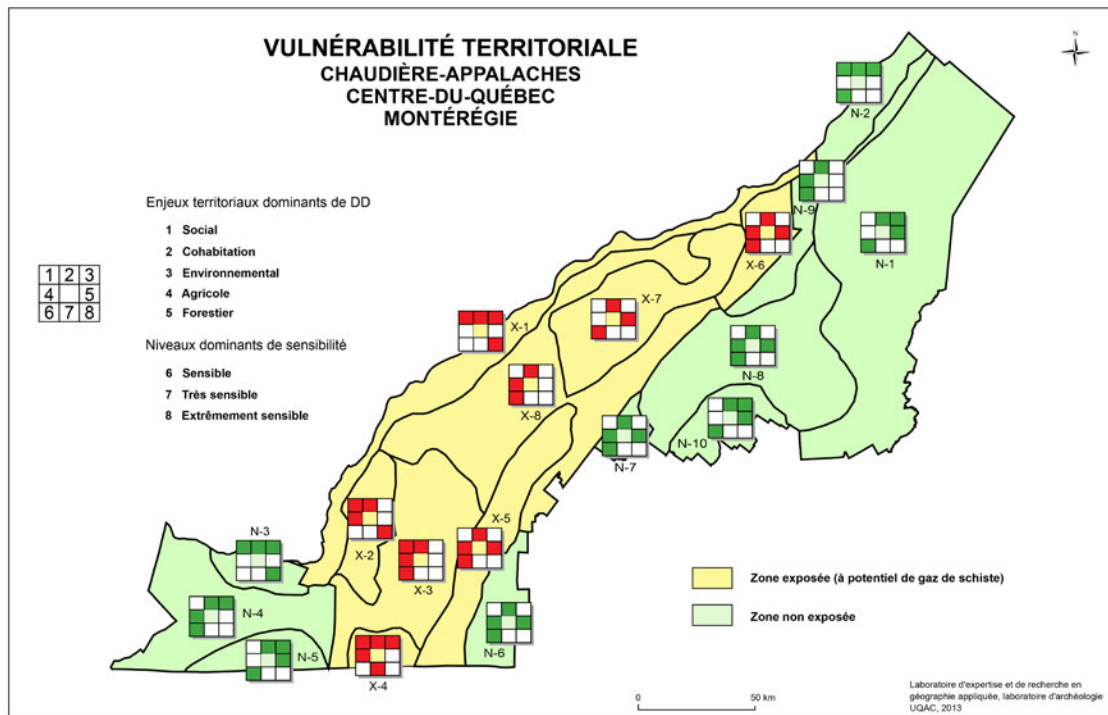 VULNÉRABILITÉ TERRITORIALE
CHAUDIÈRE-APPALACHES
CENTRE-DU-QUÉBEC
MONTÉRÉGIE
N
Enjeux territoriaux dominants de DD
1 Social
2 Cohabitation
3 Environnemental
4 Agricole
5 Forestier
1 2 3
4 5
6 7 8
Niveaux dominants de sensibilité
6 Sensible
7 Très sensible
8 Extrêmement sensible
N-2
N-9
N-1
X-6
X-7
X-1
N-8
X-8
N-10
N-7
X-5
N-3
X-2
X-3
N-4
N-6
N-5
X-4
Zone exposée (à potentiel de gaz de schiste)
Zone non exposée
0 50 km
Laboratoire d'expertise et de recherche en
géographie appliquée, laboratoire d'archéologie
UQAC, 2013